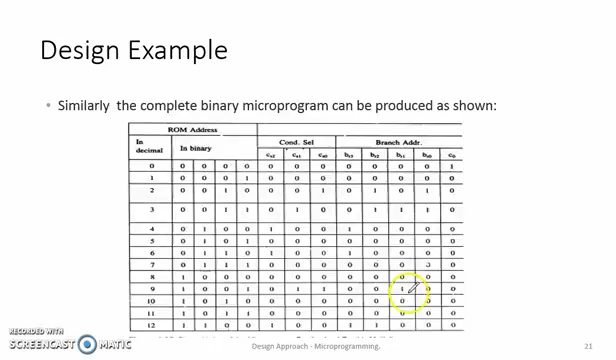 Design Example
• Similarly the complete binary microprogram can be produced as shown:
ROM Address
In decimal In binary Cond. Sel Branch Addr.
cs2 cs1 cs0 bs3 bs2 bs1 bs0 c0
0 0 0 0 0 0 0 0 0 0 0 0 1
1 0 0 0 1 0 0 0 0 0 0 0 0
2 0 0 1 0 0 0 1 0 1 0 1 0
3 0 0 1 1 0 1 0 0 1 1 1 0
4 0 1 0 0 1 0 0 1 0 0 0 0
5 0 1 0 1 0 0 0 0 0 0 0 0
6 0 1 1 0 1 0 0 1 0 0 0 0
7 0 1 1 1 0 0 0 0 0 0 0 0
8 1 0 0 0 0 0 0 0 0 0 0 0
9 1 0 0 1 0 1 1 0 0 1 0 0
10 1 0 1 0 0 0 0 0 0 0 0 0
11 1 0 1 1 0 0 0 0 0 0 0 0
12 1 1 0 0 1 0 0 1 1 0 0 0
RECORDED WITH
SCREENCAST MATIC
Design Approach - Microprogramming.
21